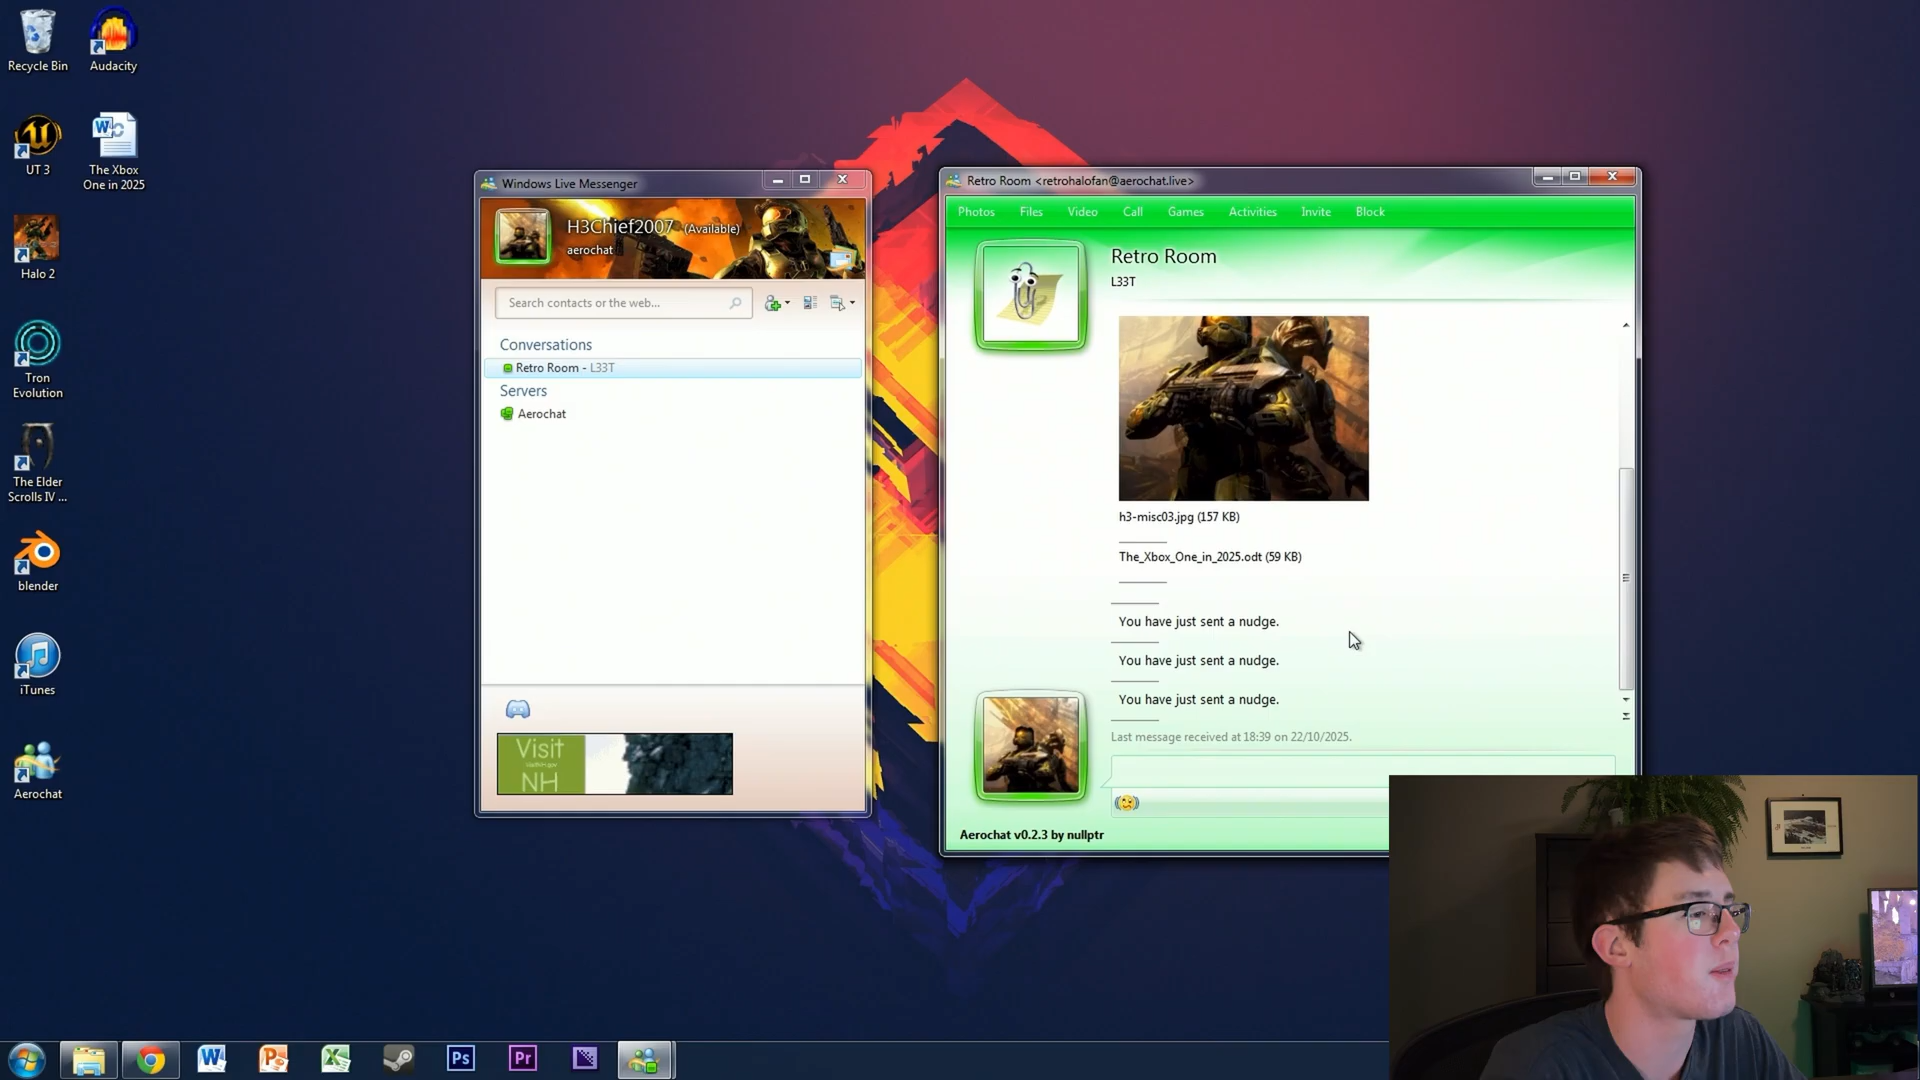 Recycle Bin
Audacity
UT 3
The Xbox
One in 2025
Halo 2
Tron
Evolution
The Elder
Scrolls IV ...
blender
iTunes
Aerochat
Windows Live Messenger
H3Chief2007 (Available)
aerochat
Search contacts or the web...
Conversations
Retro Room - L33T
Servers
Aerochat
Visit
NH
Retro Room <retrohalofan@aerochat.live>
Photos Files Video Call Games Activities Invite Block
Retro Room
L33T
h3-misc03.jpg (157 KB)
The_Xbox_One_in_2025.odt (59 KB)
You have just sent a nudge.
You have just sent a nudge.
You have just sent a nudge.
Last message received at 18:39 on 22/10/2025.
Aerochat v0.2.3 by nullptr
W P X Ps Pr